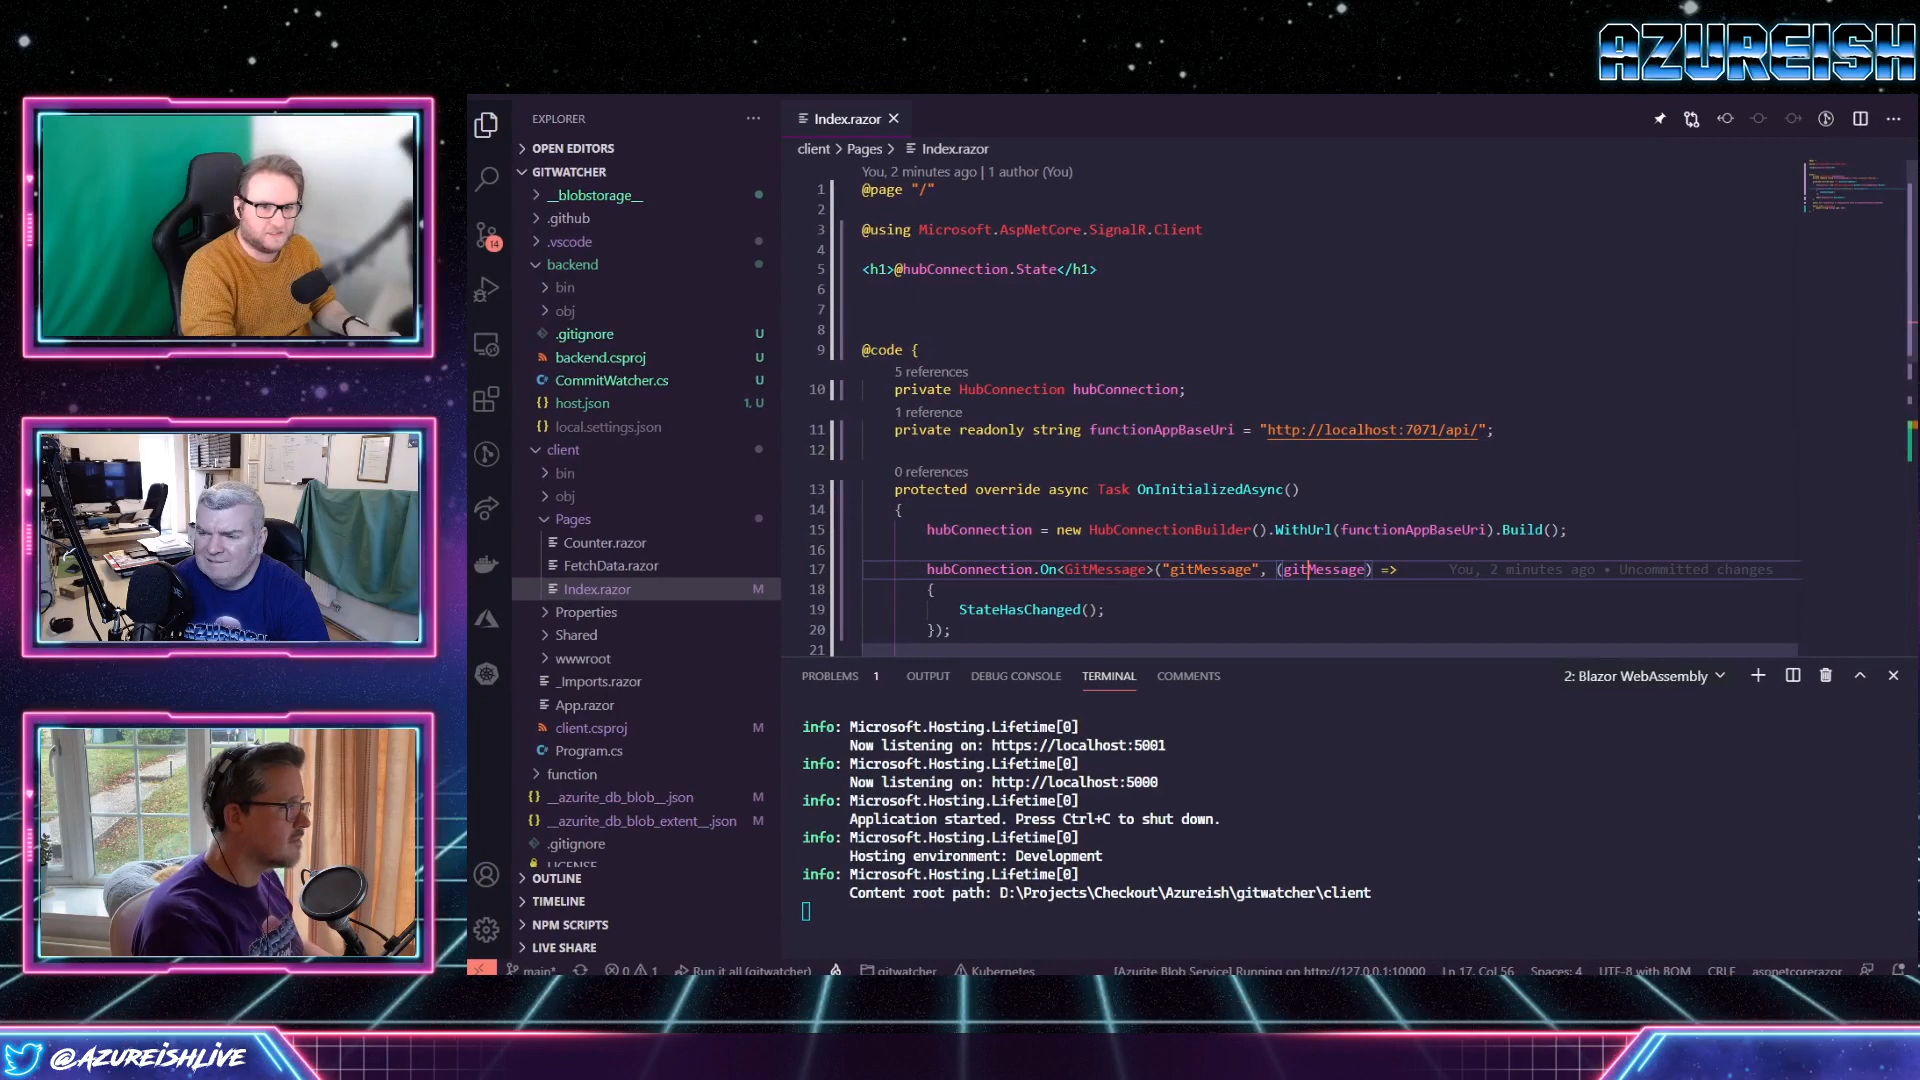 AZUREISH
EXPLORER
OPEN EDITORS
GITWATCHER
__blobstorage__
.github
.vscode
backend
bin
obj
.gitignore U
backend.csproj U
CommitWatcher.cs U
host.json 1, U
local.settings.json
client
bin
obj
Pages
Counter.razor
FetchData.razor
Index.razor M
Properties
Shared
wwwroot
_Imports.razor
App.razor
client.csproj M
Program.cs
function
__azurite_db_blob__.json M
__azurite_db_blob_extent__.json M
.gitignore
LICENSE
OUTLINE
TIMELINE
NPM SCRIPTS
LIVE SHARE
14
Index.razor
client > Pages > Index.razor
You, 2 minutes ago | 1 author (You)
1 @page "/"
2
3 @using Microsoft.AspNetCore.SignalR.Client
4
5 <h1>@hubConnection.State</h1>
6
7
8
9 @code {
5 references
10 private HubConnection hubConnection;
1 reference
11 private readonly string functionAppBaseUri = "http://localhost:7071/api/";
12
0 references
13 protected override async Task OnInitializedAsync()
14 {
15 hubConnection = new HubConnectionBuilder().WithUrl(functionAppBaseUri).Build();
16
17 hubConnection.On<GitMessage>("gitMessage", (gitMessage) => You, 2 minutes ago • Uncommitted changes
18 {
19 StateHasChanged();
20 });
21
PROBLEMS 1 OUTPUT DEBUG CONSOLE TERMINAL COMMENTS 2: Blazor WebAssembly
info: Microsoft.Hosting.Lifetime[0]
Now listening on: https://localhost:5001
info: Microsoft.Hosting.Lifetime[0]
Now listening on: http://localhost:5000
info: Microsoft.Hosting.Lifetime[0]
Application started. Press Ctrl+C to shut down.
info: Microsoft.Hosting.Lifetime[0]
Hosting environment: Development
info: Microsoft.Hosting.Lifetime[0]
Content root path: D:\Projects\Checkout\Azureish\gitwatcher\client
main* 0 1 Run it all (gitwatcher) gitwatcher Kubernetes [Azurite Blob Service] Running on http://127.0.0.1:10000 Ln 17, Col 56 Spaces: 4 UTF-8 with BOM CRLF aspnetcorerazor
AZUREISH
@AZUREISHLIVE